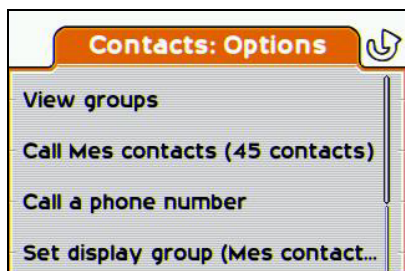 Contacts: Options
View groups
Call Mes contacts (45 contacts)
Call a phone number
Set display group (Mes contact...